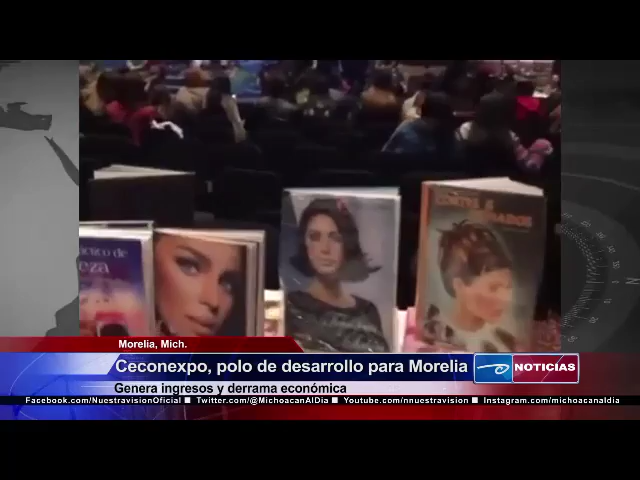 CORTES &
PEINADOS
EZA
Morelia, Mich.
Ceconexpo, polo de desarrollo para Morelia
NOTICIAS
Genera ingresos y derrama económica
Facebook.com/NuestravisionOficial ■ Twitter.com/@MichoacanAlDia ■ Youtube.com/nnuestravision ■ Instagram.com/michoacanaldia